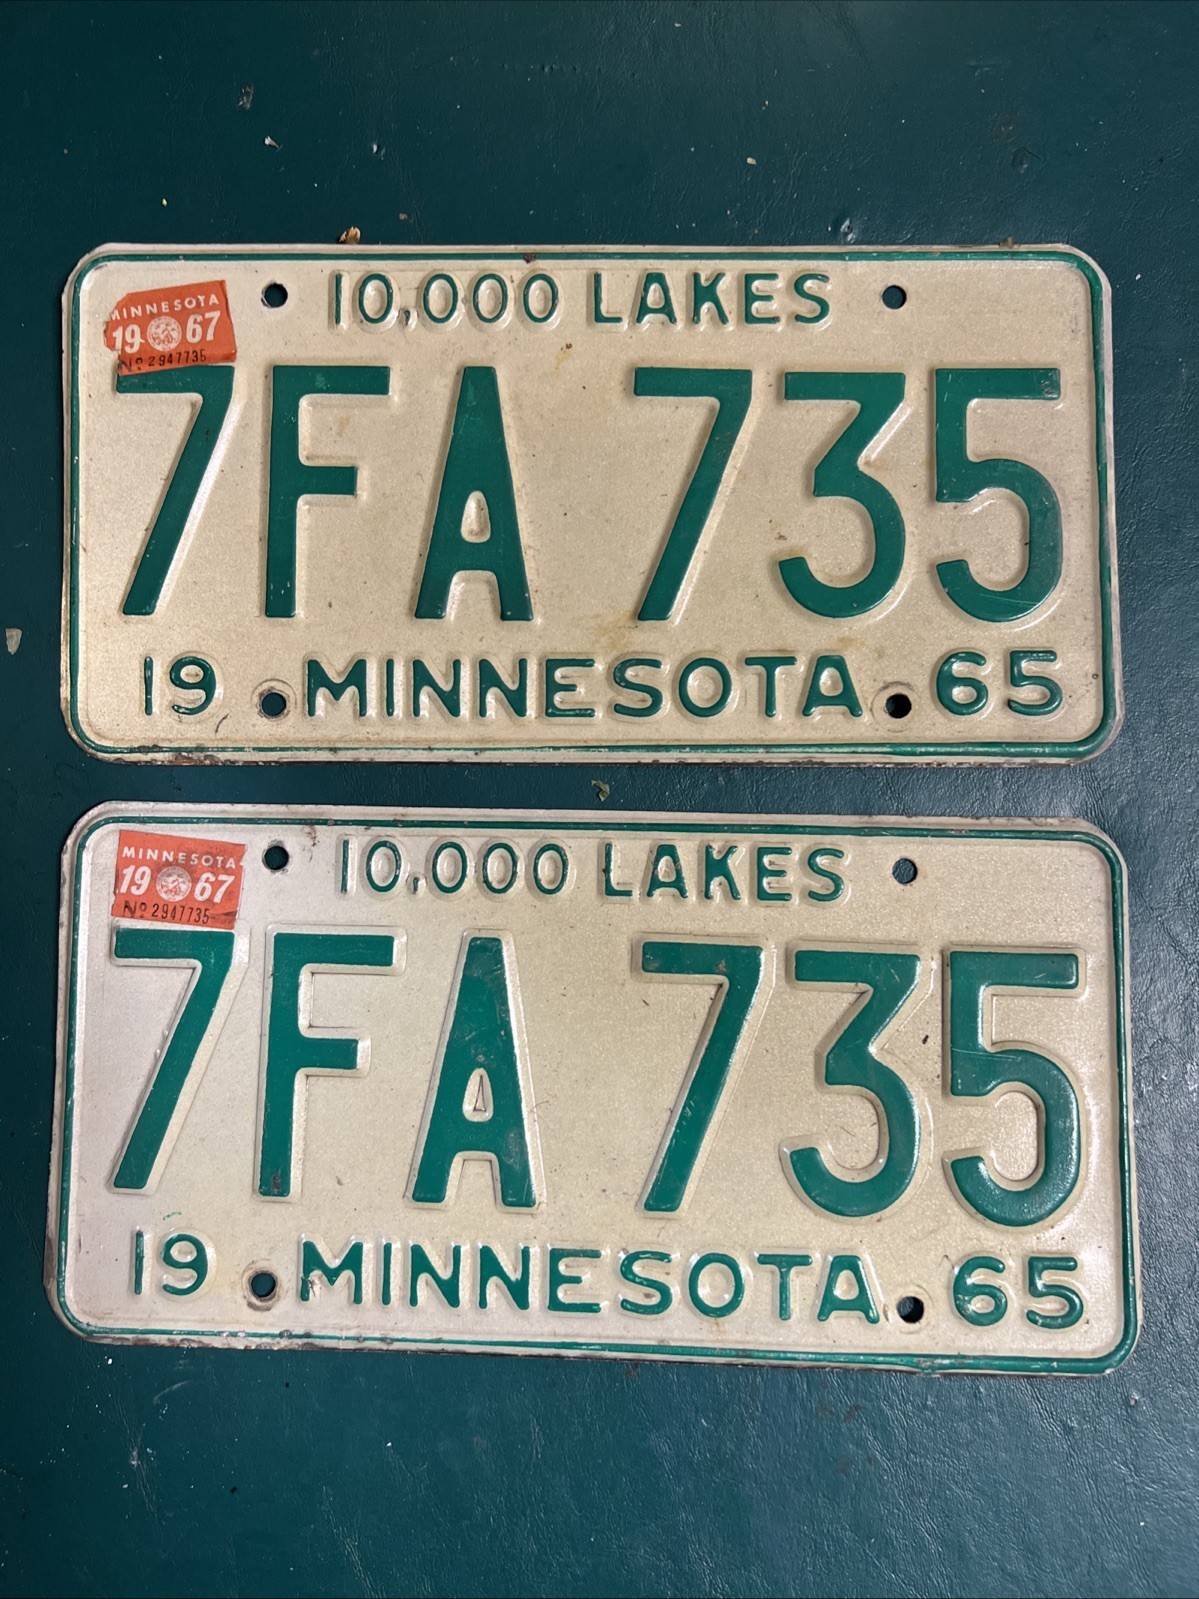 10,000 LAKES
MINNESOTA
19 67
No 2947735
7FA 735
19 MINNESOTA 65
10,000 LAKES
MINNESOTA
19 67
No 2947735
7FA 735
19 MINNESOTA 65